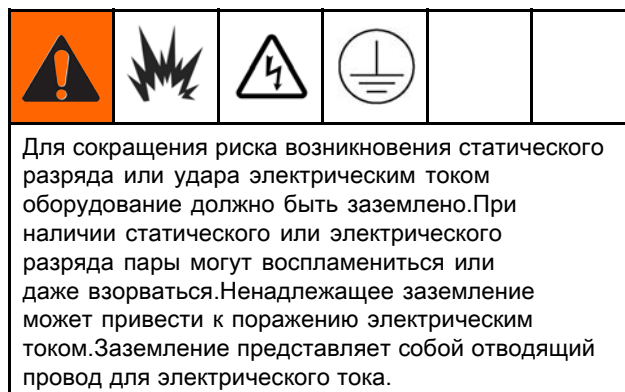 Для сокращения риска возникновения статического
разряда или удара электрическим током
оборудование должно быть заземлено.При
наличии статического или электрического
разряда пары могут воспламениться или
даже взорваться.Ненадлежащее заземление
может привести к поражению электрическим
током.Заземление представляет собой отводящий
провод для электрического тока.